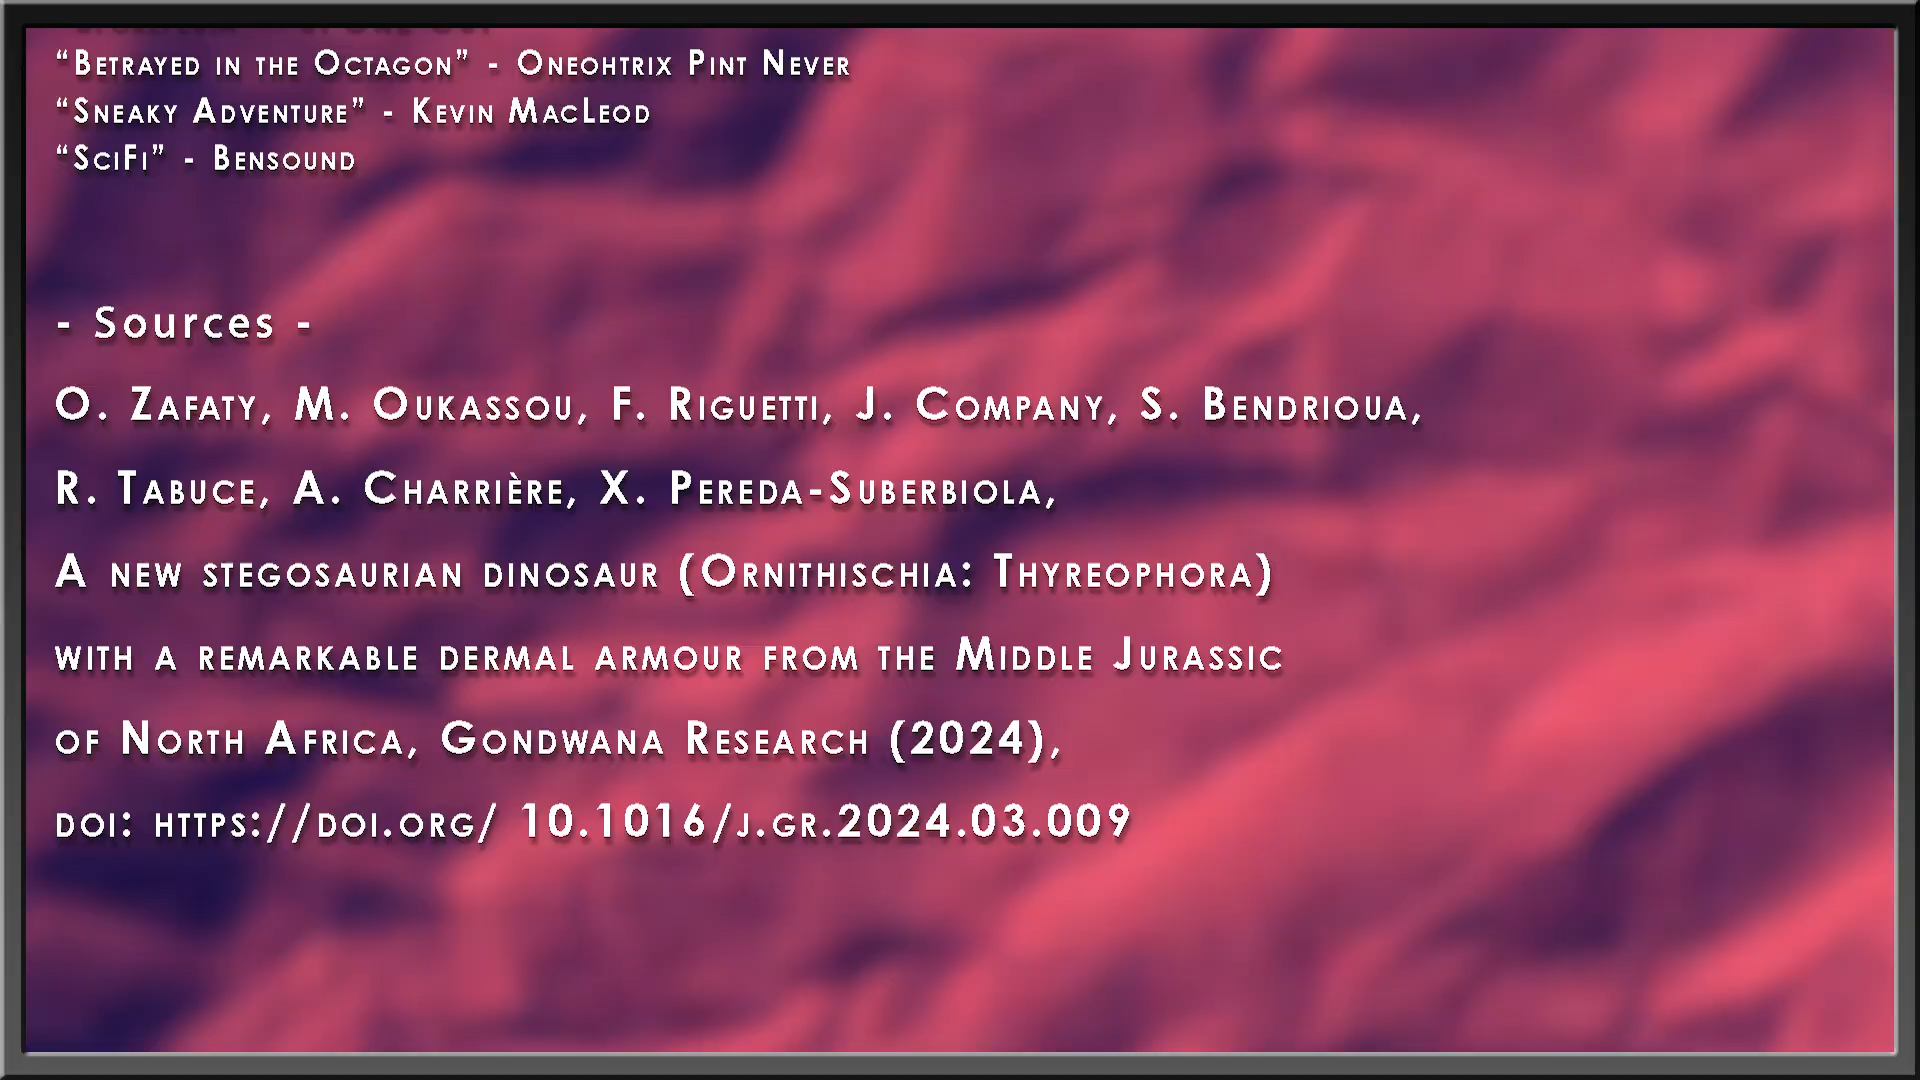 “Betrayed in the Octagon” - Oneohtrix Pint Never
“Sneaky Adventure” - Kevin MacLeod
“SciFi” - Bensound
- Sources -
O. Zafaty, M. Oukassou, F. Riguetti, J. Company, S. Bendrioua,
R. Tabuce, A. Charrière, X. Pereda-Suberbiola,
A new stegosaurian dinosaur (Ornithischia: Thyreophora)
with a remarkable dermal armour from the Middle Jurassic
of North Africa, Gondwana Research (2024),
doi: https://doi.org/ 10.1016/j.gr.2024.03.009